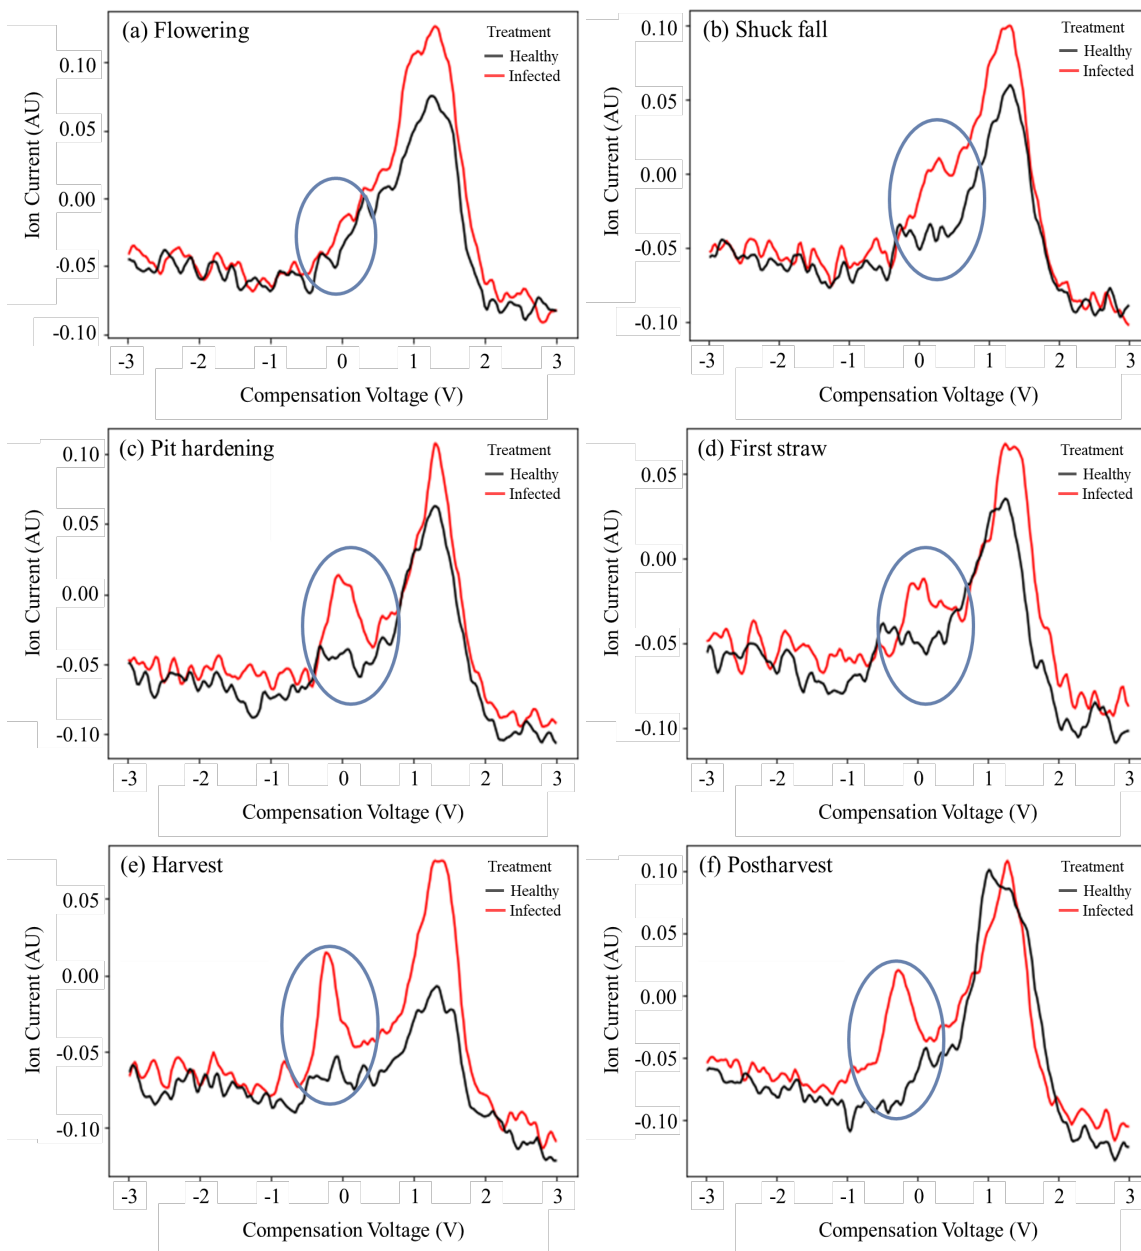 (a) Flowering
Treatment
Healthy
Infected
0.10
0.05
0.00
-0.05
-0.10
Ion Current (AU)
-3 -2 -1 0 1 2 3
Compensation Voltage (V)
(b) Shuck fall
Treatment
Healthy
Infected
0.10
0.05
0.00
-0.05
-0.10
Ion Current (AU)
-3 -2 -1 0 1 2 3
Compensation Voltage (V)
(c) Pit hardening
Treatment
Healthy
Infected
0.10
0.05
0.00
-0.05
-0.10
Ion Current (AU)
-3 -2 -1 0 1 2 3
Compensation Voltage (V)
(d) First straw
Treatment
Healthy
Infected
0.05
0.00
-0.05
-0.10
Ion Current (AU)
-3 -2 -1 0 1 2 3
Compensation Voltage (V)
(e) Harvest
Treatment
Healthy
Infected
0.05
0.00
-0.05
-0.10
Ion Current (AU)
-3 -2 -1 0 1 2 3
Compensation Voltage (V)
(f) Postharvest
Treatment
Healthy
Infected
0.10
0.05
0.00
-0.05
-0.10
Ion Current (AU)
-3 -2 -1 0 1 2 3
Compensation Voltage (V)